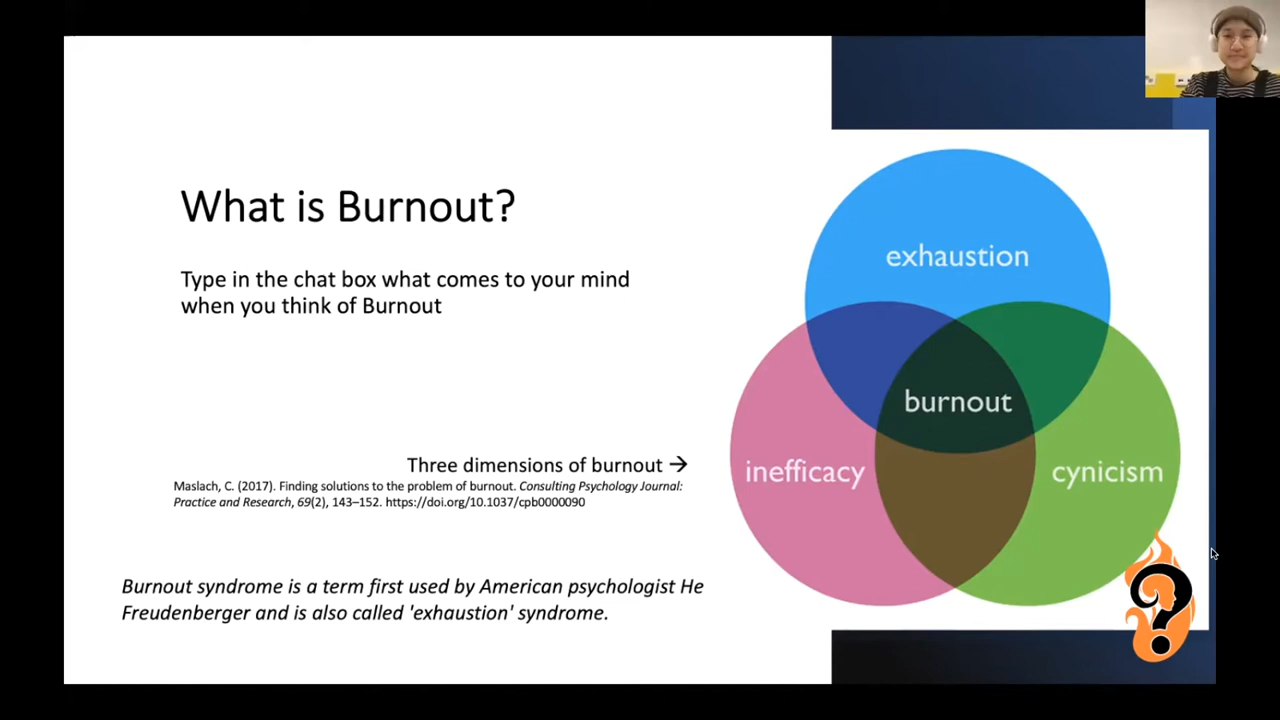 What is Burnout?
Type in the chat box what comes to your mind
when you think of Burnout
Three dimensions of burnout →
Maslach, C. (2017). Finding solutions to the problem of burnout. Consulting Psychology Journal:
Practice and Research, 69(2), 143–152. https://doi.org/10.1037/cpb0000090
Burnout syndrome is a term first used by American psychologist He
Freudenberger and is also called 'exhaustion' syndrome.
exhaustion
burnout
inefficacy
cynicism
?